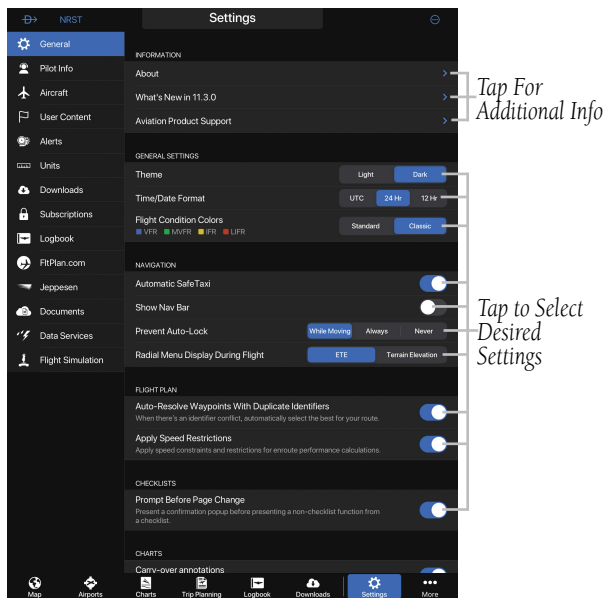 NRST
Settings
General
Pilot Info
Aircraft
User Content
Alerts
Units
Downloads
Subscriptions
Logbook
FltPlan.com
Jeppesen
Documents
Data Services
Flight Simulation
INFORMATION
About
What's New in 11.3.0
Aviation Product Support
GENERAL SETTINGS
Theme Light Dark
Time/Date Format UTC 24 Hr 12 Hr
Flight Condition Colors Standard Classic
VFR MVFR IFR LIFR
NAVIGATION
Automatic SafeTaxi
Show Nav Bar
Prevent Auto-Lock While Moving Always Never
Radial Menu Display During Flight ETE Terrain Elevation
FLIGHT PLAN
Auto-Resolve Waypoints With Duplicate Identifiers
When there's an identifier conflict, automatically select the best for your route.
Apply Speed Restrictions
Apply speed constraints and restrictions for enroute performance calculations.
CHECKLISTS
Prompt Before Page Change
Present a confirmation popup before presenting a non-checklist function from
a checklist.
CHARTS
Carry-over annotations
Map Airports Charts Trip Planning Logbook Downloads Settings More
Tap For
Additional Info
Tap to Select
Desired
Settings